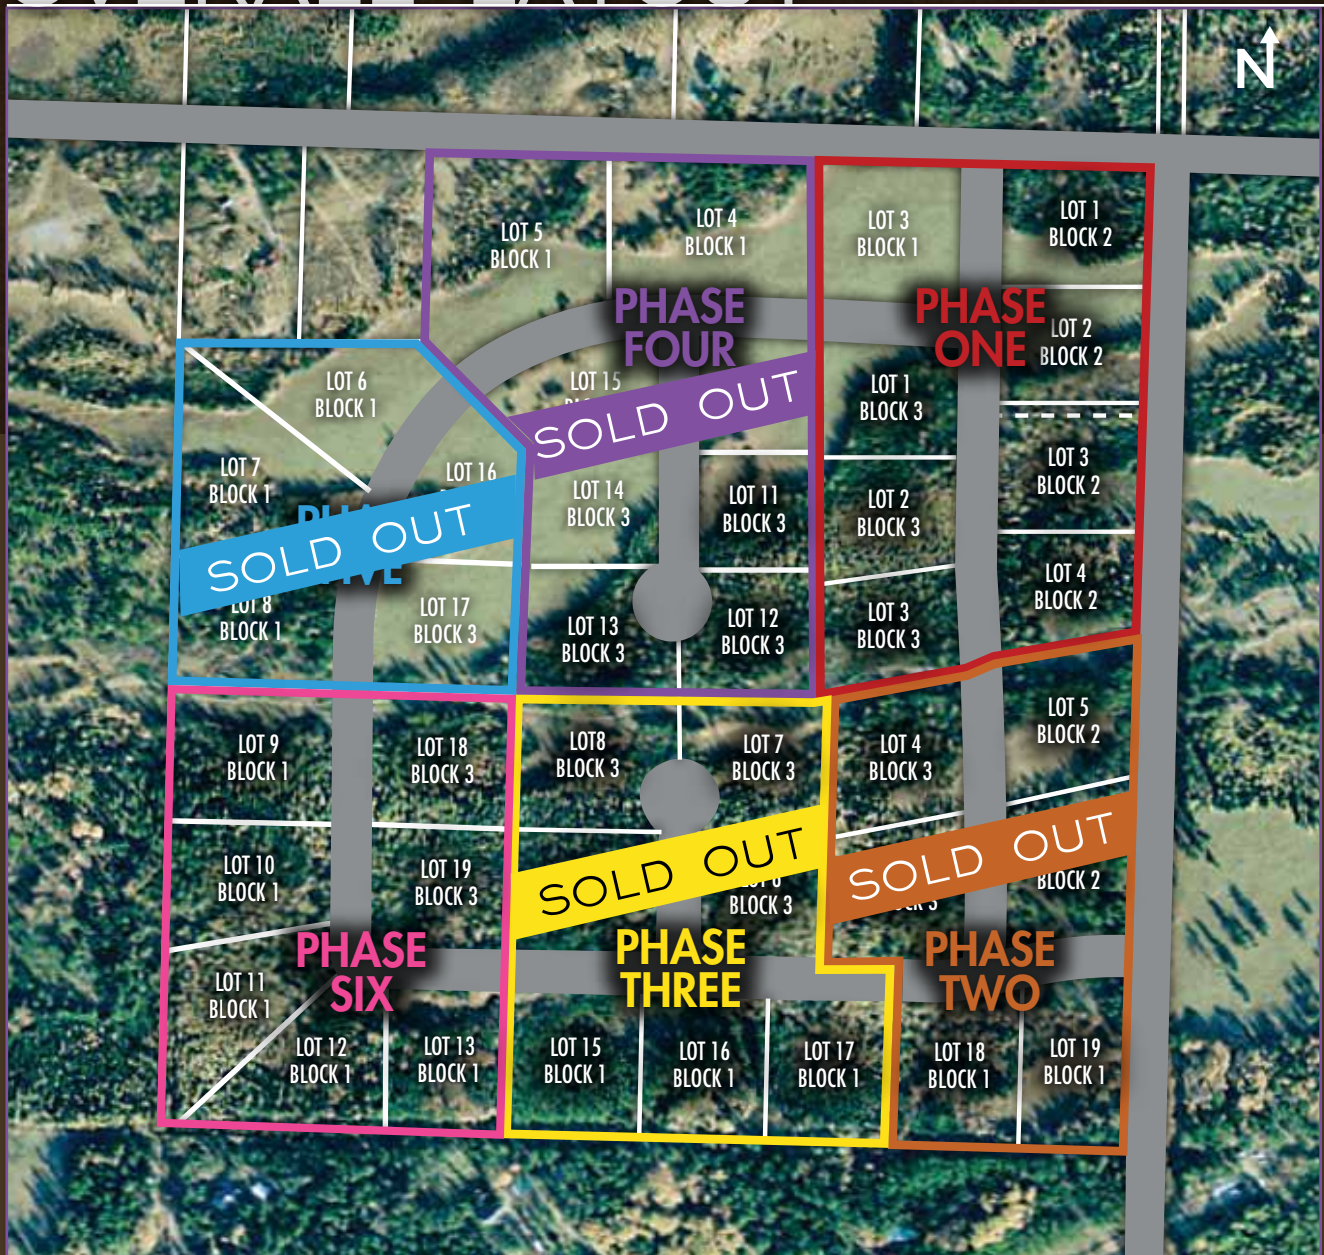 N
LOT 5
BLOCK 1
LOT 4
BLOCK 1
LOT 3
BLOCK 1
LOT 1
BLOCK 2
PHASE
FOUR
PHASE
ONE
LOT 2
BLOCK 2
LOT 6
BLOCK 1
LOT 15
SOLD OUT
LOT 1
BLOCK 3
LOT 7
BLOCK 1
LOT 16
LOT 14
BLOCK 3
LOT 11
BLOCK 3
LOT 2
BLOCK 3
LOT 3
BLOCK 2
SOLD OUT
LOT 8
BLOCK 1
LOT 17
BLOCK 3
LOT 13
BLOCK 3
LOT 12
BLOCK 3
LOT 3
BLOCK 3
LOT 4
BLOCK 2
LOT 9
BLOCK 1
LOT 18
BLOCK 3
LOT8
BLOCK 3
LOT 7
BLOCK 3
LOT 4
BLOCK 3
LOT 5
BLOCK 2
LOT 10
BLOCK 1
LOT 19
BLOCK 3
SOLD OUT
BLOCK 3
SOLD OUT
BLOCK 2
PHASE
SIX
PHASE
THREE
PHASE
TWO
LOT 11
BLOCK 1
LOT 12
BLOCK 1
LOT 13
BLOCK 1
LOT 15
BLOCK 1
LOT 16
BLOCK 1
LOT 17
BLOCK 1
LOT 18
BLOCK 1
LOT 19
BLOCK 1